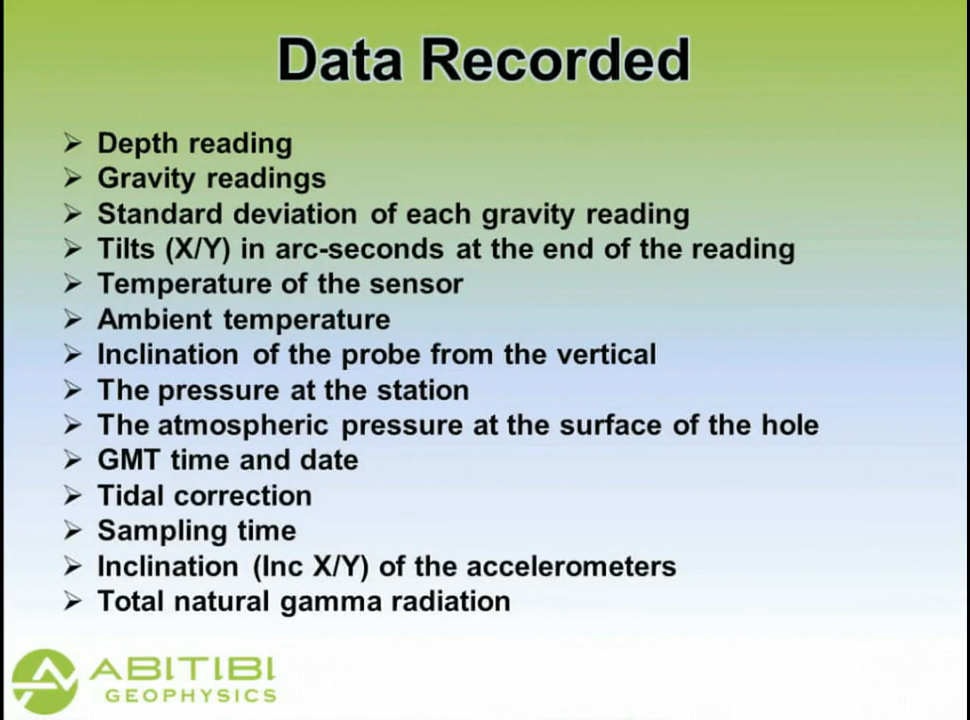 Data Recorded
Depth reading
Gravity readings
Standard deviation of each gravity reading
Tilts (X/Y) in arc-seconds at the end of the reading
Temperature of the sensor
Ambient temperature
Inclination of the probe from the vertical
The pressure at the station
The atmospheric pressure at the surface of the hole
GMT time and date
Tidal correction
Sampling time
Inclination (Inc X/Y) of the accelerometers
Total natural gamma radiation
ABITIBI
GEOPHYSICS